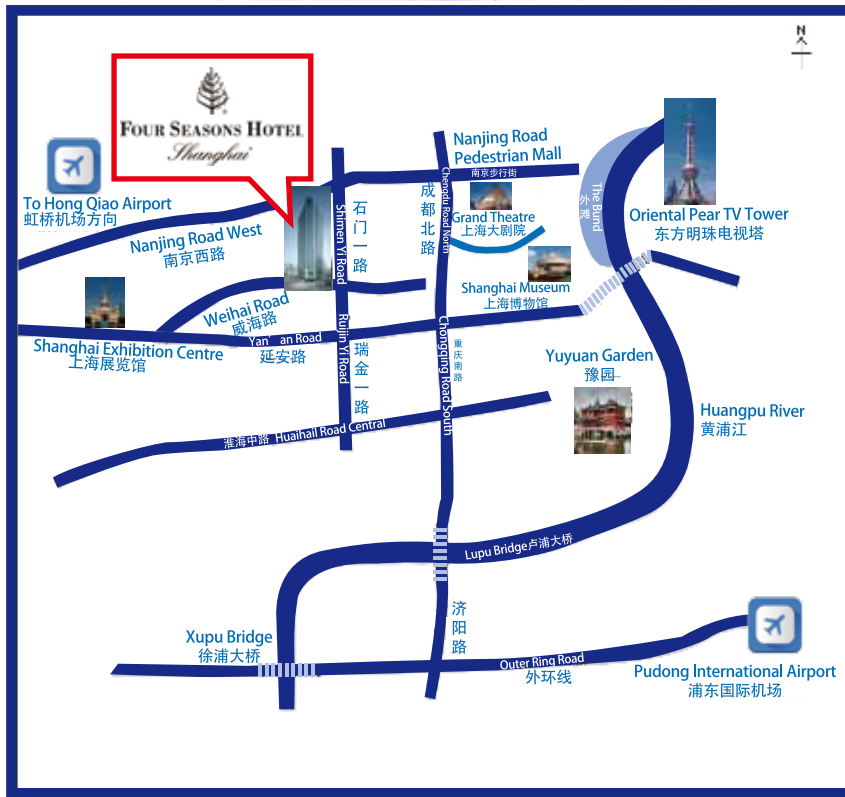 N
FOUR SEASONS HOTEL
Shanghai
To Hong Qiao Airport
虹桥机场方向
Nanjing Road West
南京西路
Nanjing Road
Pedestrian Mall
南京步行街
Shimen Yi Road
石门一路
Chengdu Road North
成都北路
Grand Theatre
上海大剧院
The Bund
外滩
Oriental Pear TV Tower
东方明珠电视塔
Shanghai Museum
上海博物馆
Weihai Road
威海路
Shanghai Exhibition Centre
上海展览馆
Yan' an Road
延安路
Ruijin Yi Road
瑞金一路
Chongqing Road South
重庆南路
Yuyuan Garden
豫园
Huangpu River
黄浦江
淮海中路 Huaihail Road Central
Lupu Bridge卢浦大桥
济阳路
Xupu Bridge
徐浦大桥
Outer Ring Road
外环线
Pudong International Airport
浦东国际机场